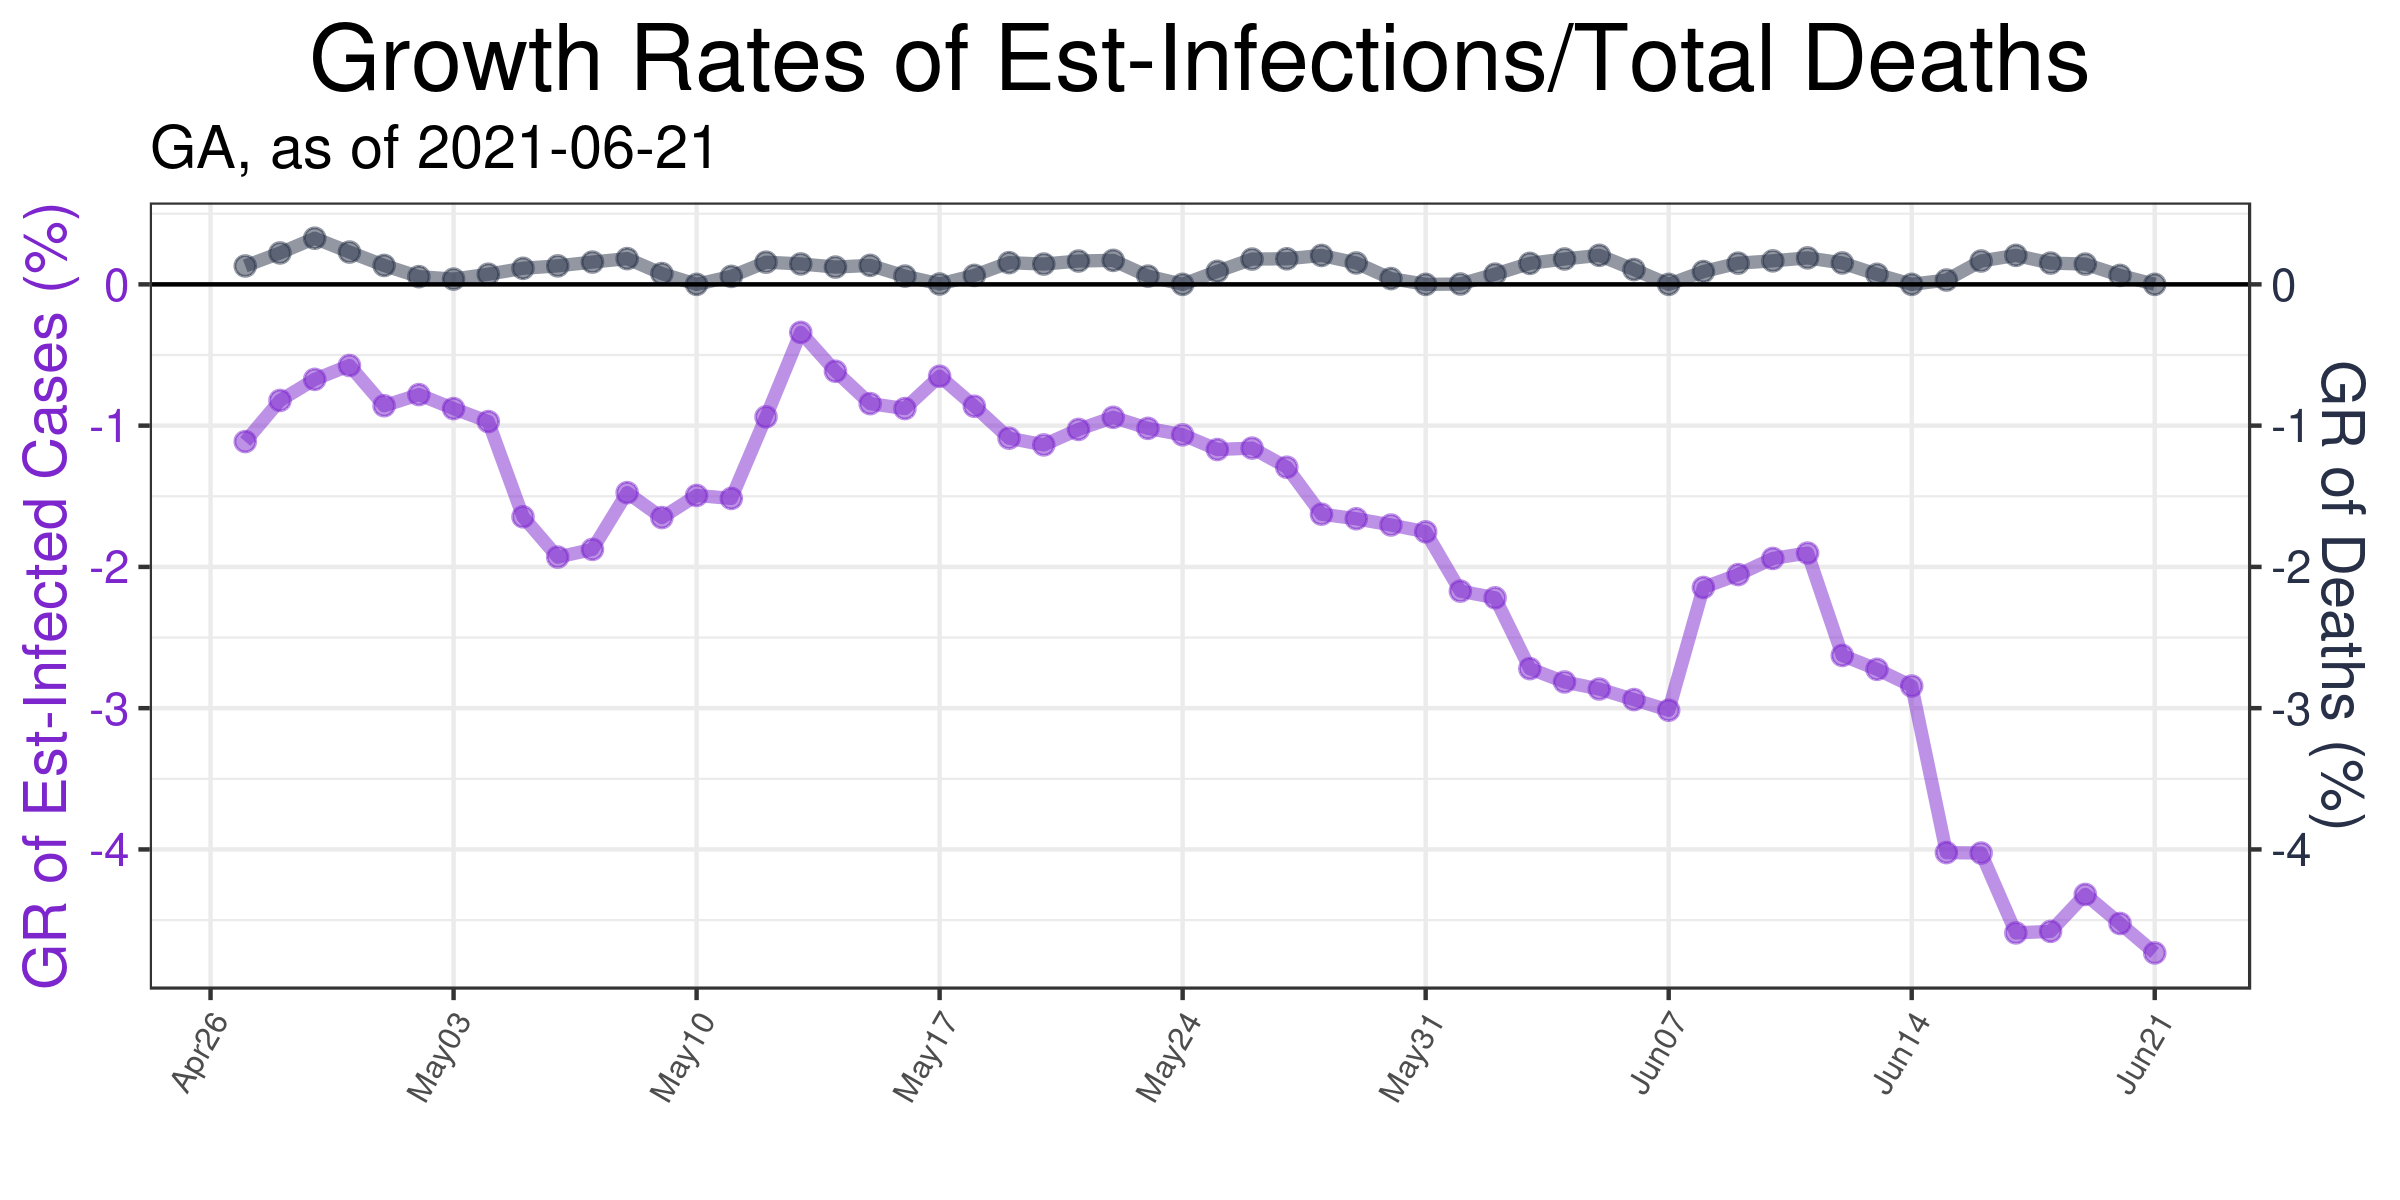 Growth Rates of Est-Infections/Total Deaths
GA, as of 2021-06-21
GR of Est-Infected Cases (%)
0
-1
-2
-3
-4
0
-1
-2
-3
-4
GR of Deaths (%)
Apr26
May03
May10
May17
May24
May31
Jun07
Jun14
Jun21